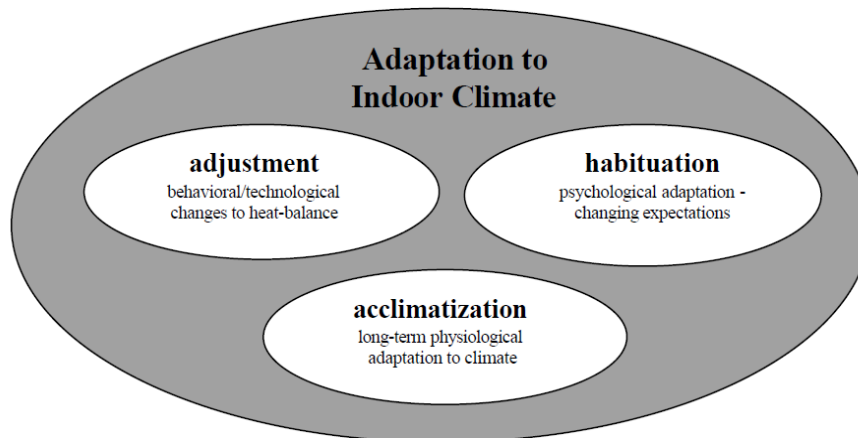 Adaptation to
Indoor Climate
adjustment
behavioral/technological
changes to heat-balance
habituation
psychological adaptation -
changing expectations
acclimatization
long-term physiological
adaptation to climate